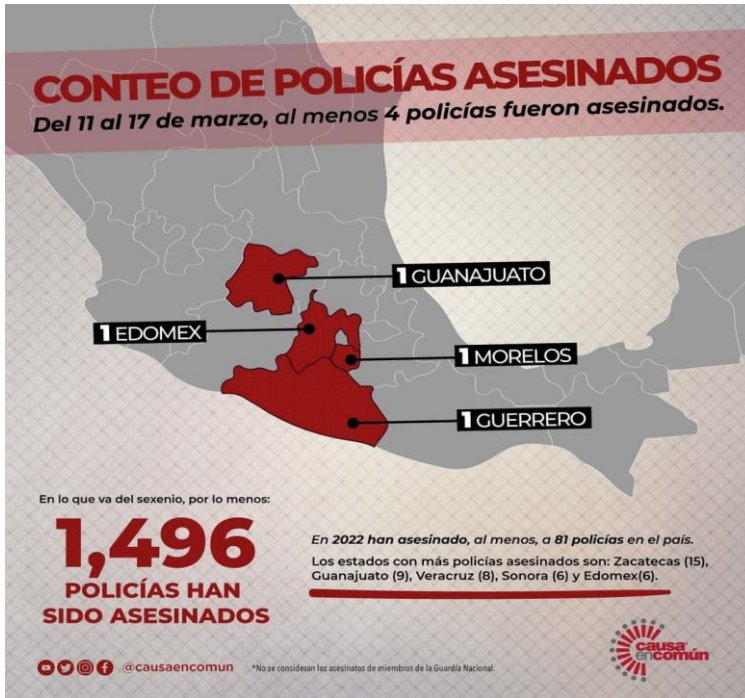 CONTEO DE POLICÍAS ASESINADOS
Del 11 al 17 de marzo, al menos 4 policías fueron asesinados.
1 GUANAJUATO
1 EDOMEX
1 MORELOS
1 GUERRERO
En lo que va del sexenio, por lo menos:
1,496
POLICÍAS HAN
SIDO ASESINADOS
En 2022 han asesinado, al menos, a 81 policías en el país.
Los estados con más policías asesinados son: Zacatecas (15),
Guanajuato (9), Veracruz (8), Sonora (6) y Edomex(6).
@causaencomun
*No se consideran los asesinatos de miembros de la Guardia Nacional.
causa
encomún